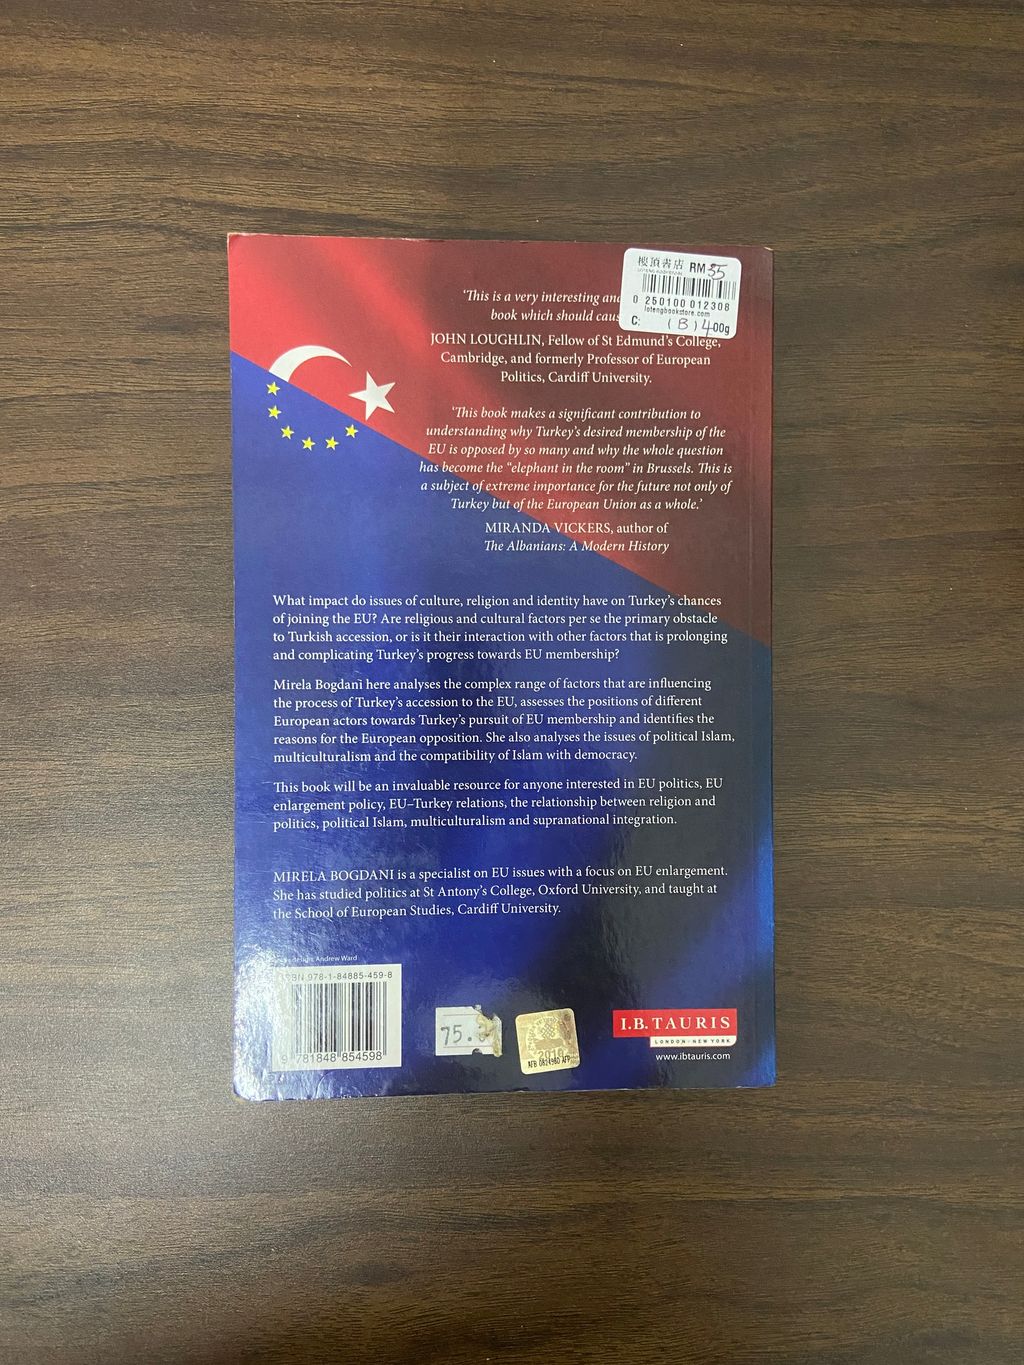 樓頂書店 RM 35
0 250100 012308
lotengbookstore.com
C: (B) 400g
'This is a very interesting and
book which should
JOHN LOUGHLIN, Fellow of St Edmund's College,
Cambridge, and formerly Professor of European
Politics, Cardiff University.
'This book makes a significant contribution to
understanding why Turkey's desired membership of the
EU is opposed by so many and why the whole question
has become the “elephant in the room” in Brussels. This is
a subject of extreme importance for the future not only of
Turkey but of the European Union as a whole.'
MIRANDA VICKERS, author of
The Albanians: A Modern History
What impact do issues of culture, religion and identity have on Turkey's chances
of joining the EU? Are religious and cultural factors per se the primary obstacle
to Turkish accession, or is it their interaction with other factors that is prolonging
and complicating Turkey's progress towards EU membership?
Mirela Bogdani here analyses the complex range of factors that are influencing
the process of Turkey's accession to the EU, assesses the positions of different
European actors towards Turkey's pursuit of EU membership and identifies the
reasons for the European opposition. She also analyses the issues of political Islam,
multiculturalism and the compatibility of Islam with democracy.
This book will be an invaluable resource for anyone interested in EU politics, EU
enlargement policy, EU–Turkey relations, the relationship between religion and
politics, political Islam, multiculturalism and supranational integration.
MIRELA BOGDANI is a specialist on EU issues with a focus on EU enlargement.
She has studied politics at St Antony's College, Oxford University, and taught at
the School of European Studies, Cardiff University.
Andrew Ward
ISBN 978-1-84885-459-8
9 781848 854598
75.
2010
I.B.TAURIS
LONDON · NEW YORK
www.ibtauris.com